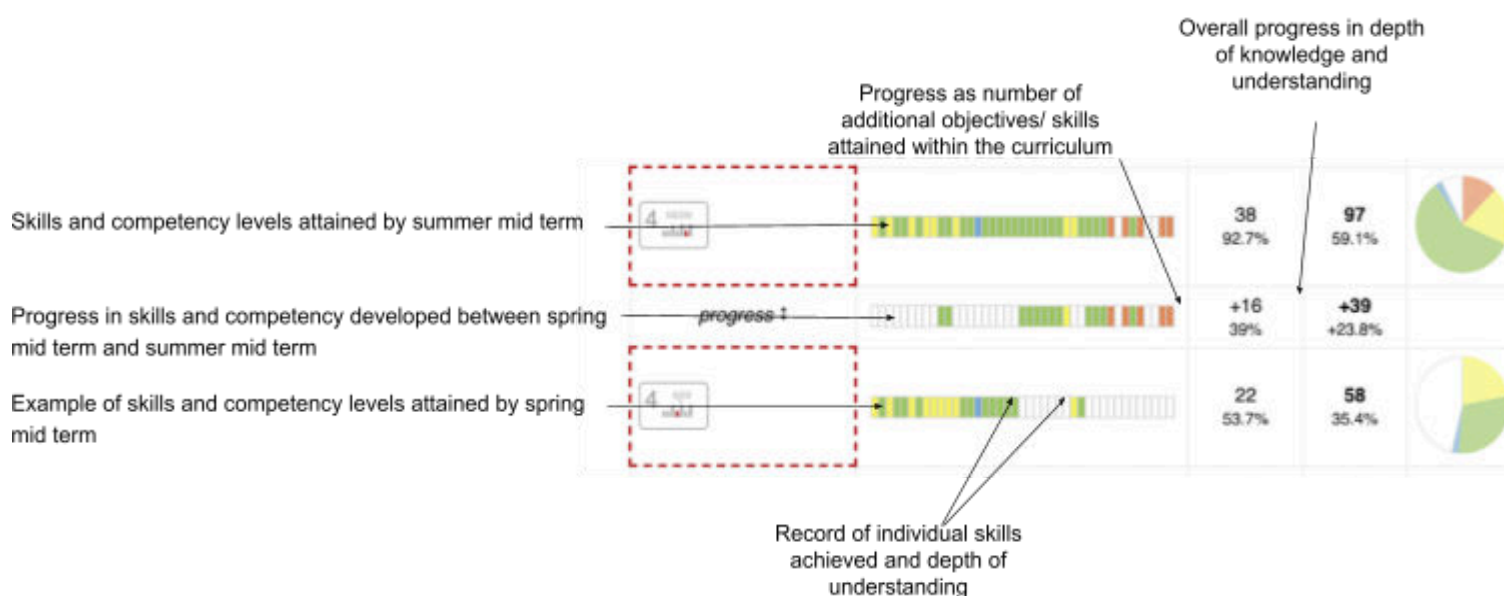 Overall progress in depth
of knowledge and
understanding
Progress as number of
additional objectives/ skills
attained within the curriculum
Skills and competency levels attained by summer mid term
4
38
92.7%
97
59.1%
Progress in skills and competency developed between spring
mid term and summer mid term
progress ‡
+16
39%
+39
+23.8%
Example of skills and competency levels attained by spring
mid term
4
22
53.7%
58
35.4%
Record of individual skills
achieved and depth of
understanding